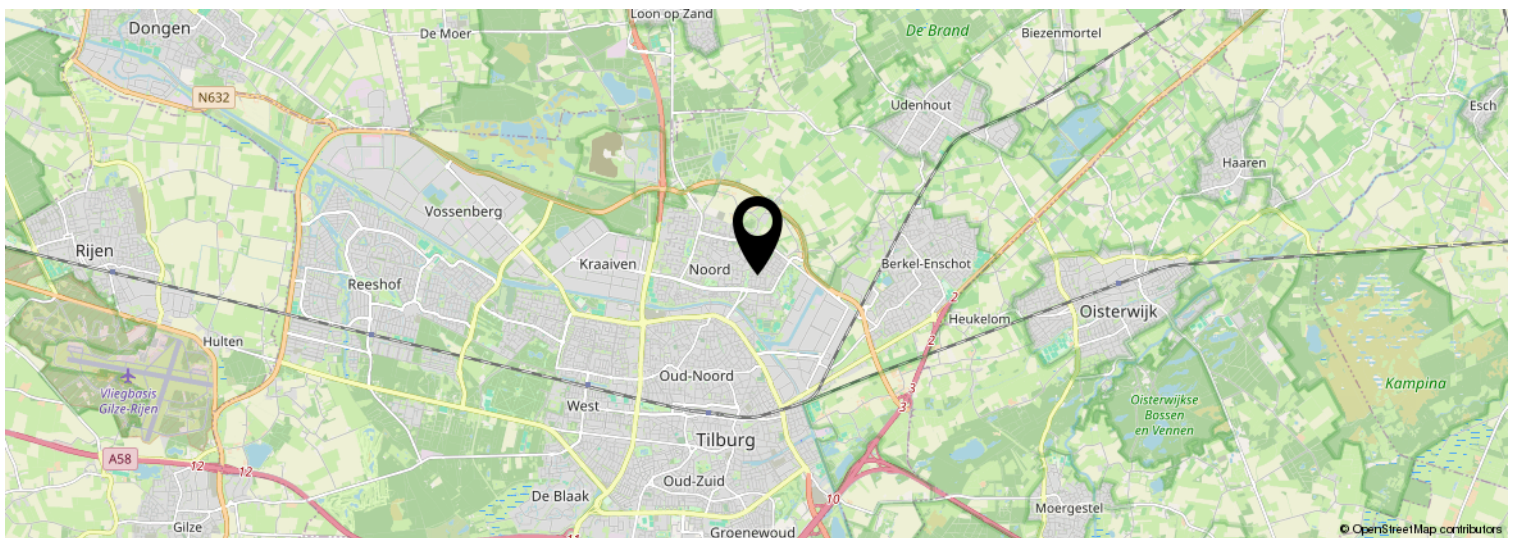 Loon op Zand
Dongen
De Moer
De Brand
Biezenmortel
N632
Udenhout
Esch
Haaren
Vossenberg
Rijen
Kraaiven
Noord
Berkel-Enschot
Reeshof
2
Oisterwijk
Heukelom
Hulten
2
Oud-Noord
3
Kampina
Vliegbasis
Gilze-Rijen
West
3
Oisterwijkse
Bossen
en Vennen
Tilburg
A58
12
12
Oud-Zuid
De Blaak
10
Moergestel
Gilze
Groenewoud
11
© OpenStreetMap contributors